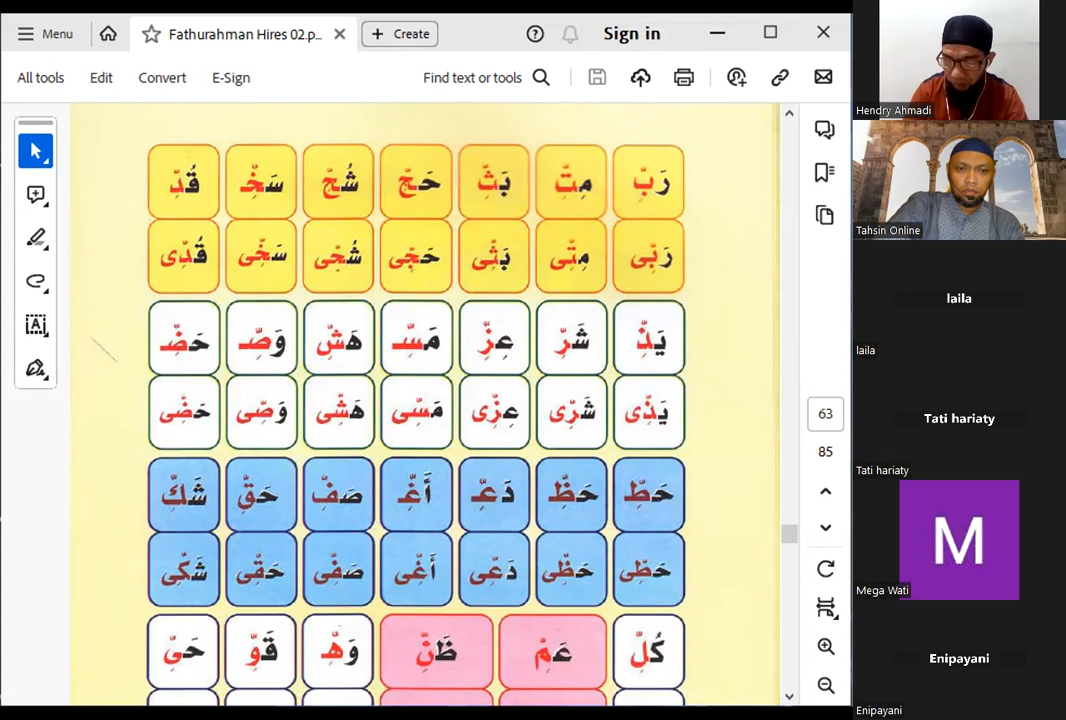 Menu
Fathurahman Hires 02.p...
Create
Sign in
All tools
Edit
Convert
E-Sign
Find text or tools
رَبِّ مِتِّ بَثِّ حَجِّ شُحِّ سَخِّ قُدِّ
رَبِّى مِتِّى بَثِّى حَجِّى شُحِّى سَخِّى قُدِّى
يَذِّ شَرِّ عِزِّ مَسِّ هَشِّ وَصِّ حَضِّ
يَذِّى شَرِّى عِزِّى مَسِّى هَشِّى وَصِّى حَضِّى
حَطِّ حَظِّ دَعِّ أَغِّ صَفِّ حَقِّ شَكِّ
حَطِّى حَظِّى دَعِّى أَغِّى صَفِّى حَقِّى شَكِّى
كُلِّ عَمِّ ظَنِّ وَهِّ قَوِّ حَيِّ
63
85
Hendry Ahmadi
Tahsin Online
laila
laila
Tati hariaty
Tati hariaty
M
Mega Wati
Enipayani
Enipayani